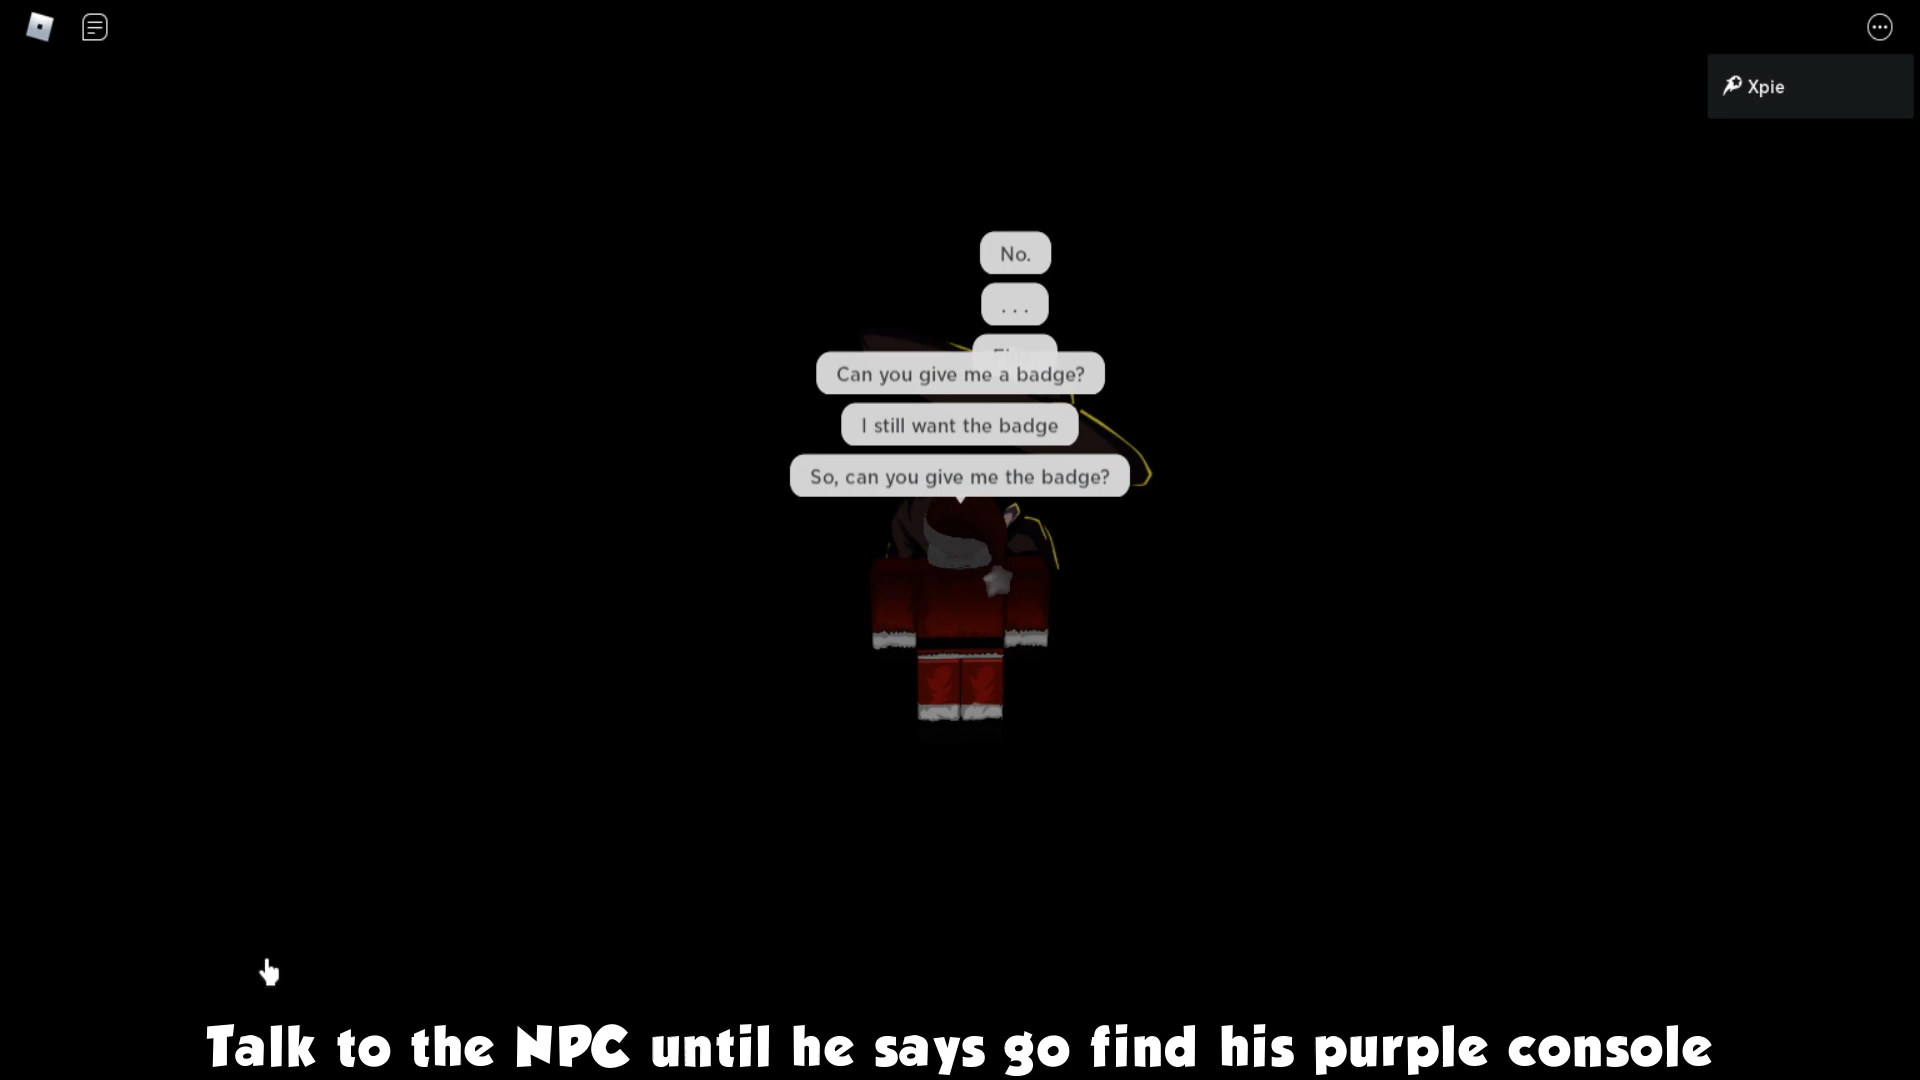 Xpie
No.
...
Can you give me a badge?
I still want the badge
So, can you give me the badge?
Talk to the NPC until he says go find his purple console